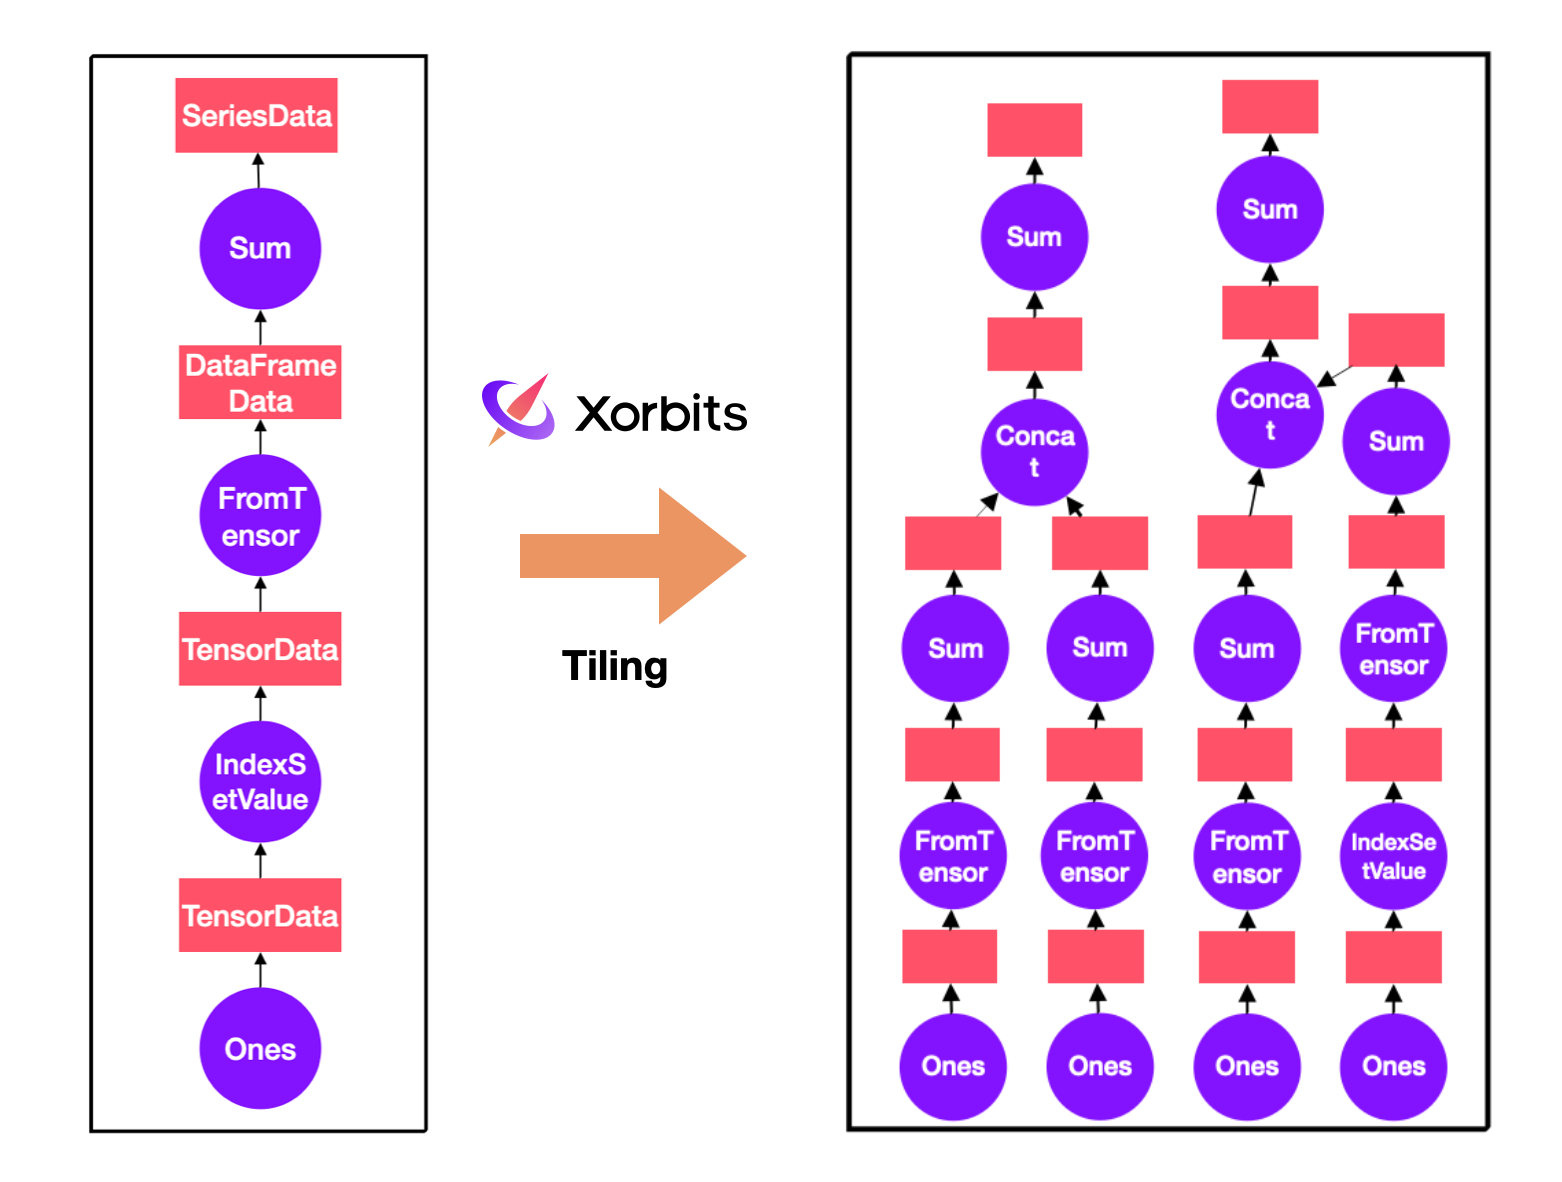 SeriesData
Sum
DataFrame
Data
FromT
ensor
TensorData
IndexS
etValue
TensorData
Ones
Xorbits
Tiling
Sum
Sum
Conca
t
Conca
t
Sum
Sum
Sum
Sum
FromT
ensor
FromT
ensor
FromT
ensor
FromT
ensor
IndexSe
tValue
Ones
Ones
Ones
Ones